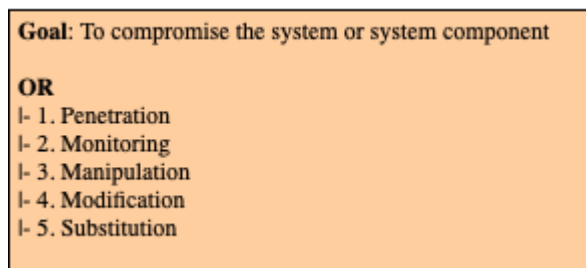 Goal: To compromise the system or system component
OR
|- 1. Penetration
|- 2. Monitoring
|- 3. Manipulation
|- 4. Modification
|- 5. Substitution